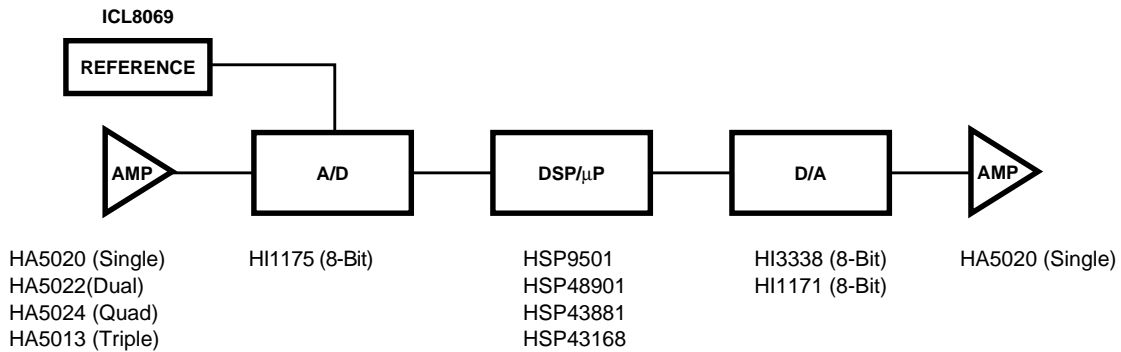 ICL8069
REFERENCE
AMP
A/D
DSP/μP
D/A
AMP
HA5020 (Single)
HA5022(Dual)
HA5024 (Quad)
HA5013 (Triple)
HI1175 (8-Bit)
HSP9501
HSP48901
HSP43881
HSP43168
HI3338 (8-Bit)
HI1171 (8-Bit)
HA5020 (Single)